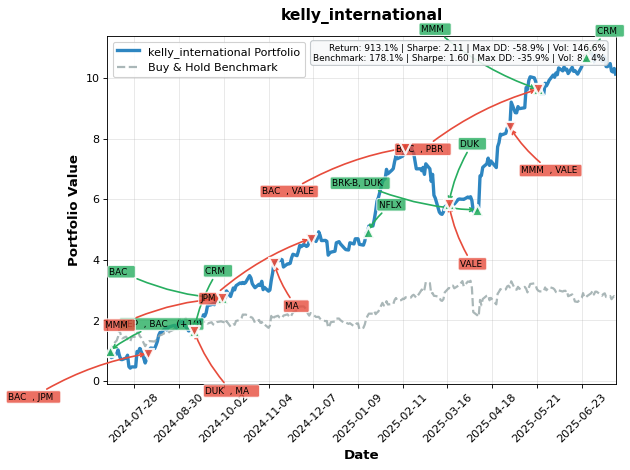 kelly_international
MMM
CRM
kelly_international Portfolio
Buy & Hold Benchmark
Return: 913.1% | Sharpe: 2.11 | Max DD: -58.9% | Vol: 146.6%
Benchmark: 178.1% | Sharpe: 1.60 | Max DD: -35.9% | Vol:
10
8
6
4
2
0
Portfolio Value
BAC , PBR
DUK
MMM , VALE
BAC , VALE
BRK-B, DUK
NFLX
VALE
BAC
CRM
JPM
MA
MMM
, BAC (+1)
DUK , MA
BAC , JPM
2024-07-28
2024-08-30
2024-10-02
2024-11-04
2024-12-07
2025-01-09
2025-02-11
2025-03-16
2025-04-18
2025-05-21
2025-06-23
Date